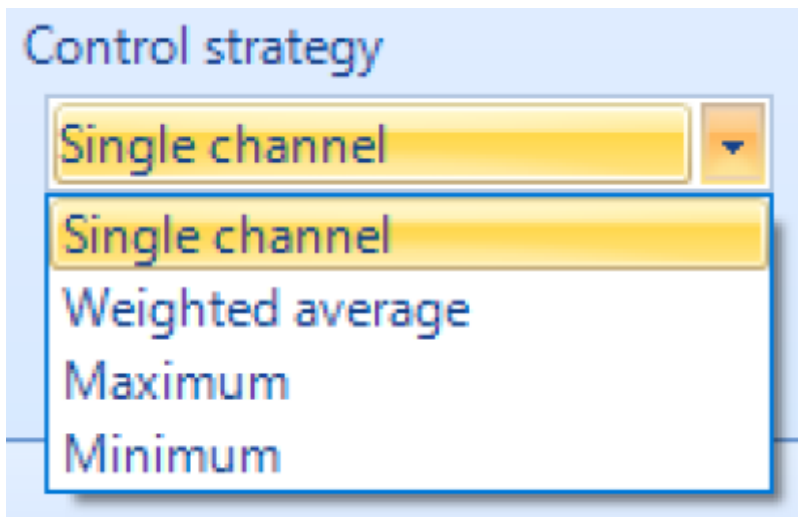 Control strategy
Single channel
Single channel
Weighted average
Maximum
Minimum